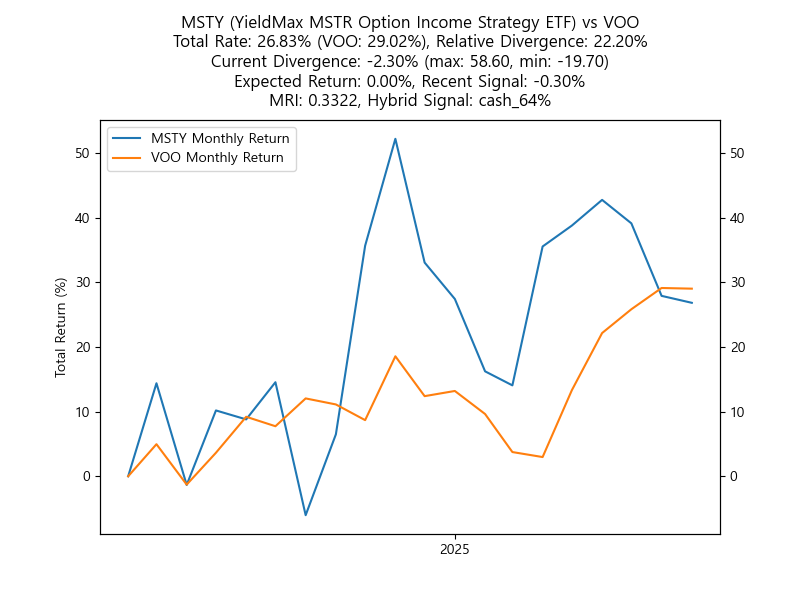 MSTY (YieldMax MSTR Option Income Strategy ETF) vs VOO
Total Rate: 26.83% (VOO: 29.02%), Relative Divergence: 22.20%
Current Divergence: -2.30% (max: 58.60, min: -19.70)
Expected Return: 0.00%, Recent Signal: -0.30%
MRI: 0.3322, Hybrid Signal: cash_64%
MSTY Monthly Return
VOO Monthly Return
50
40
30
20
10
0
Total Return (%)
50
40
30
20
10
0
2025